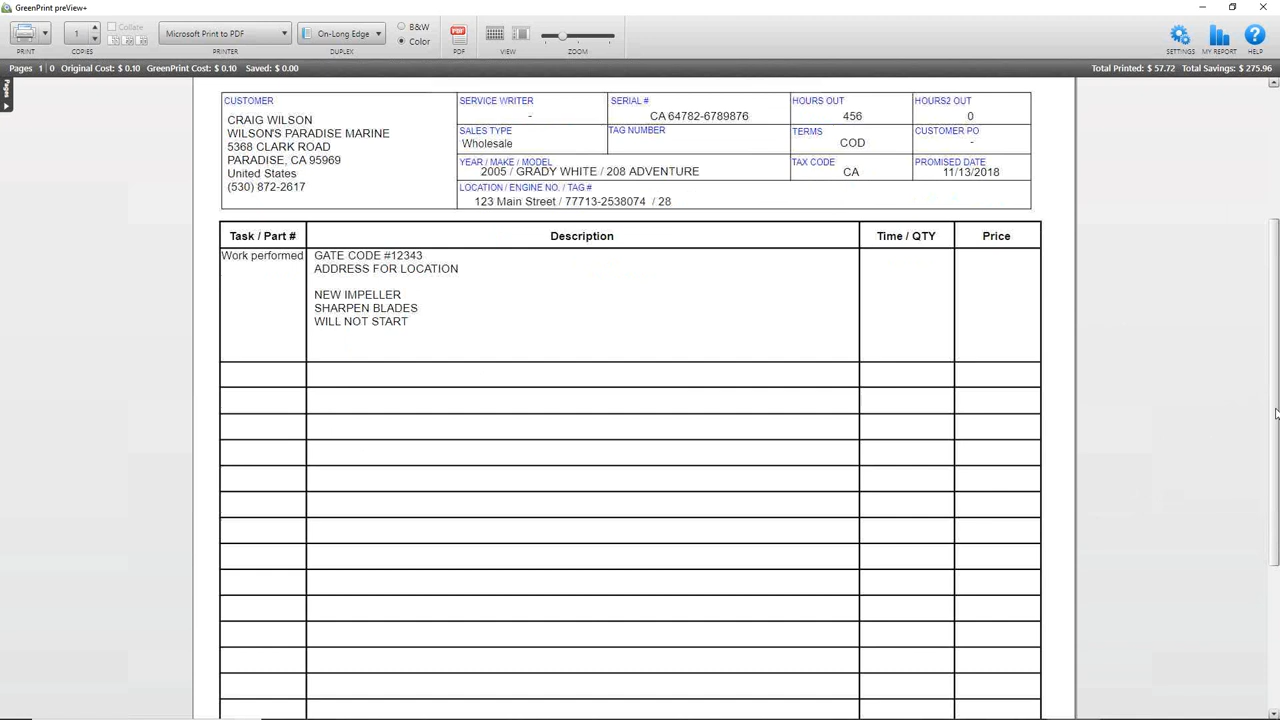 GreenPrint preView+
1
Collate
Microsoft Print to PDF
On-Long Edge
B&W
Color
PDF
PRINT
COPIES
PRINTER
DUPLEX
PDF
VIEW
ZOOM
SETTINGS
MY REPORT
HELP
Pages 1 | 0 Original Cost: $ 0.10 GreenPrint Cost: $ 0.10 Saved: $ 0.00
Total Printed: $ 57.72 Total Savings: $ 275.96
Pages
CUSTOMER
CRAIG WILSON
WILSON'S PARADISE MARINE
5368 CLARK ROAD
PARADISE, CA 95969
United States
(530) 872-2617
SERVICE WRITER
-
SERIAL #
CA 64782-6789876
HOURS OUT
456
HOURS2 OUT
0
SALES TYPE
Wholesale
TAG NUMBER
TERMS
COD
CUSTOMER PO
-
YEAR / MAKE / MODEL
2005 / GRADY WHITE / 208 ADVENTURE
TAX CODE
CA
PROMISED DATE
11/13/2018
LOCATION / ENGINE NO. / TAG #
123 Main Street / 77713-2538074 / 28
Task / Part # Description Time / QTY Price
Work performed GATE CODE #12343
ADDRESS FOR LOCATION
NEW IMPELLER
SHARPEN BLADES
WILL NOT START